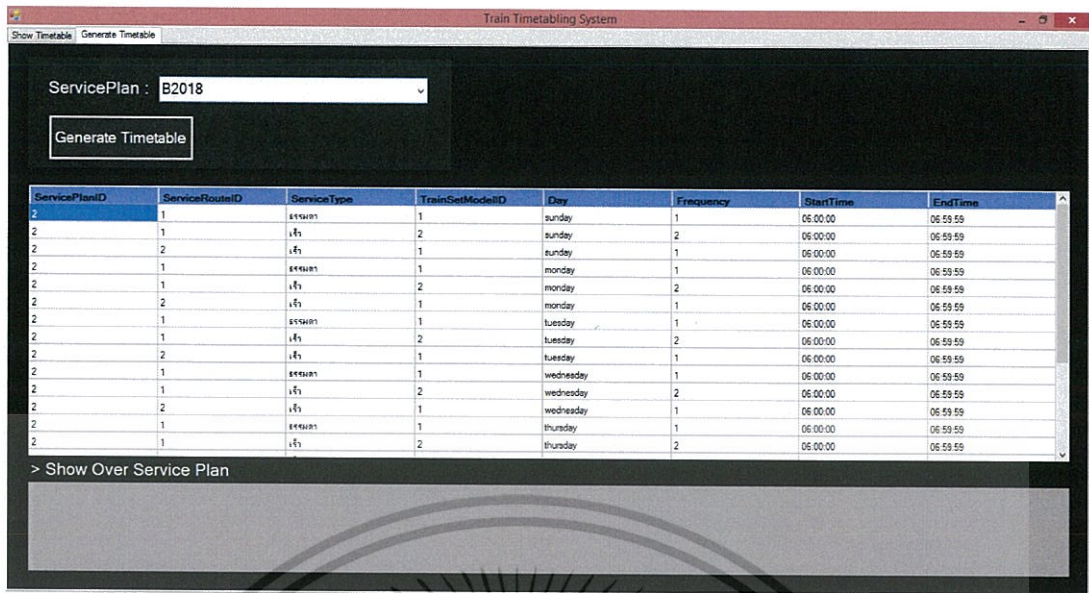 Train Timetabling System
Show Timetable Generate Timetable
ServicePlan : B2018
Generate Timetable
ServicePlanID ServiceRouteID ServiceType TrainSetModelID Day Frequency StartTime EndTime
2 1 ธรรมดา 1 sunday 1 06:00:00 06:59:59
2 1 เร็ว 2 sunday 2 06:00:00 06:59:59
2 2 เร็ว 1 sunday 1 06:00:00 06:59:59
2 1 ธรรมดา 1 monday 1 06:00:00 06:59:59
2 1 เร็ว 2 monday 2 06:00:00 06:59:59
2 2 เร็ว 1 monday 1 06:00:00 06:59:59
2 1 ธรรมดา 1 tuesday 1 06:00:00 06:59:59
2 1 เร็ว 2 tuesday 2 06:00:00 06:59:59
2 2 เร็ว 1 tuesday 1 06:00:00 06:59:59
2 1 ธรรมดา 1 wednesday 1 06:00:00 06:59:59
2 1 เร็ว 2 wednesday 2 06:00:00 06:59:59
2 2 เร็ว 1 wednesday 1 06:00:00 06:59:59
2 1 ธรรมดา 1 thursday 1 06:00:00 06:59:59
2 1 เร็ว 2 thursday 2 06:00:00 06:59:59
> Show Over Service Plan